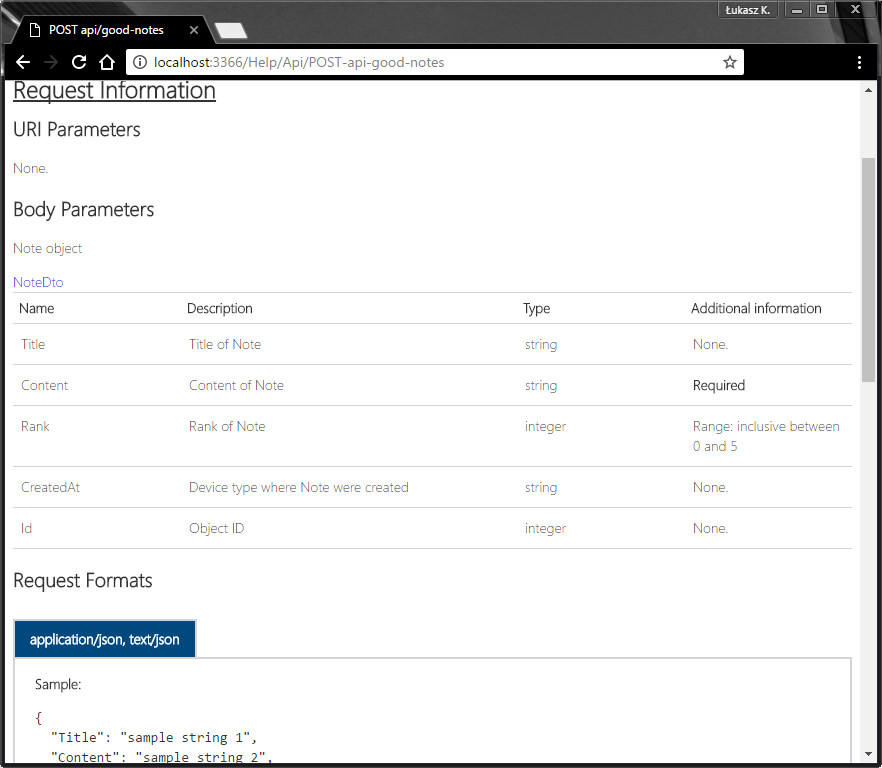 Łukasz K.
POST api/good-notes
localhost:3366/Help/Api/POST-api-good-notes
Request Information
URI Parameters
None.
Body Parameters
Note object
NoteDto
Name Description Type Additional information
Title Title of Note string None.
Content Content of Note string Required
Rank Rank of Note integer Range: inclusive between
0 and 5
CreatedAt Device type where Note were created string None.
Id Object ID integer None.
Request Formats
application/json, text/json
Sample:
{
"Title": "sample string 1",
"Content": "sample string 2",